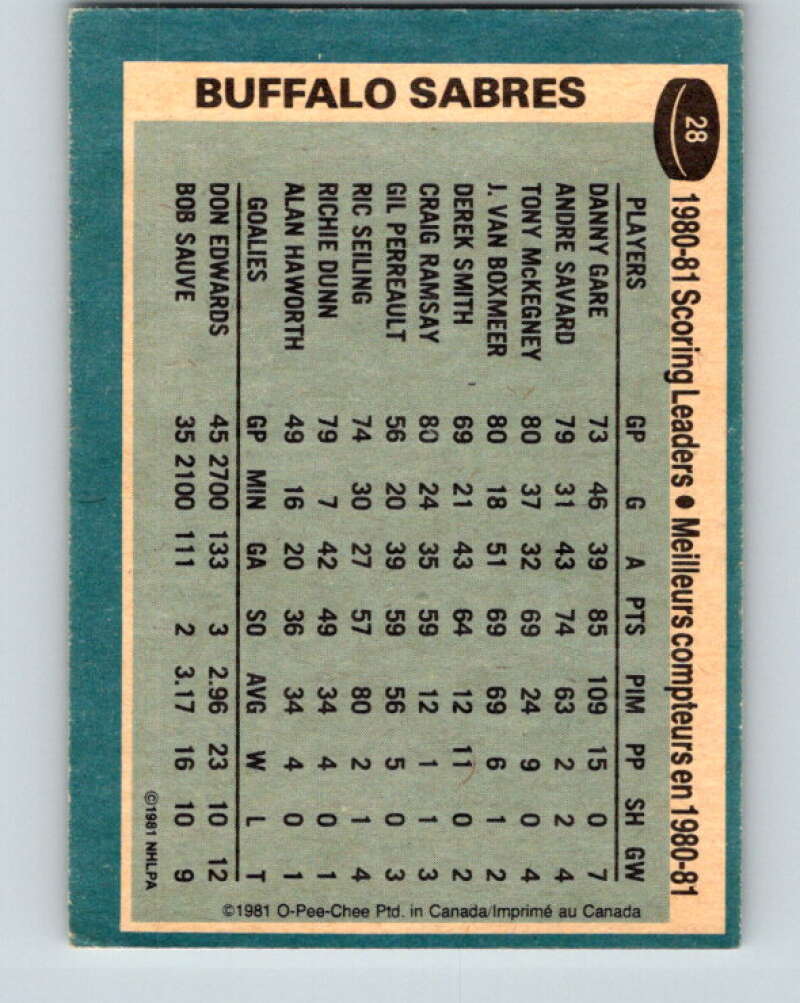 BUFFALO SABRES
28
1980-81 Scoring Leaders • Meilleurs compteurs en 1980-81
PLAYERS GP G A PTS PIM PP SH GW
DANNY GARE 73 46 39 85 109 15 0 7
ANDRE SAVARD 79 31 43 74 63 2 2 4
TONY McKEGNEY 80 37 32 69 24 9 0 4
J. VAN BOXMEER 80 18 51 69 69 6 1 2
DEREK SMITH 69 21 43 64 12 11 0 2
CRAIG RAMSAY 80 24 35 59 12 1 1 3
GIL PERREAULT 56 20 39 59 56 5 0 3
RIC SEILING 74 30 27 57 80 2 1 4
RICHIE DUNN 79 7 42 49 34 4 0 1
ALAN HAWORTH 49 16 20 36 34 4 0 1
GOALIES GP MIN GA SO AVG W L T
DON EDWARDS 45 2700 133 3 2.96 23 10 12
BOB SAUVE 35 2100 111 2 3.17 16 10 9
©1981 NHLPA
©1981 O-Pee-Chee Ptd. in Canada/Imprimé au Canada